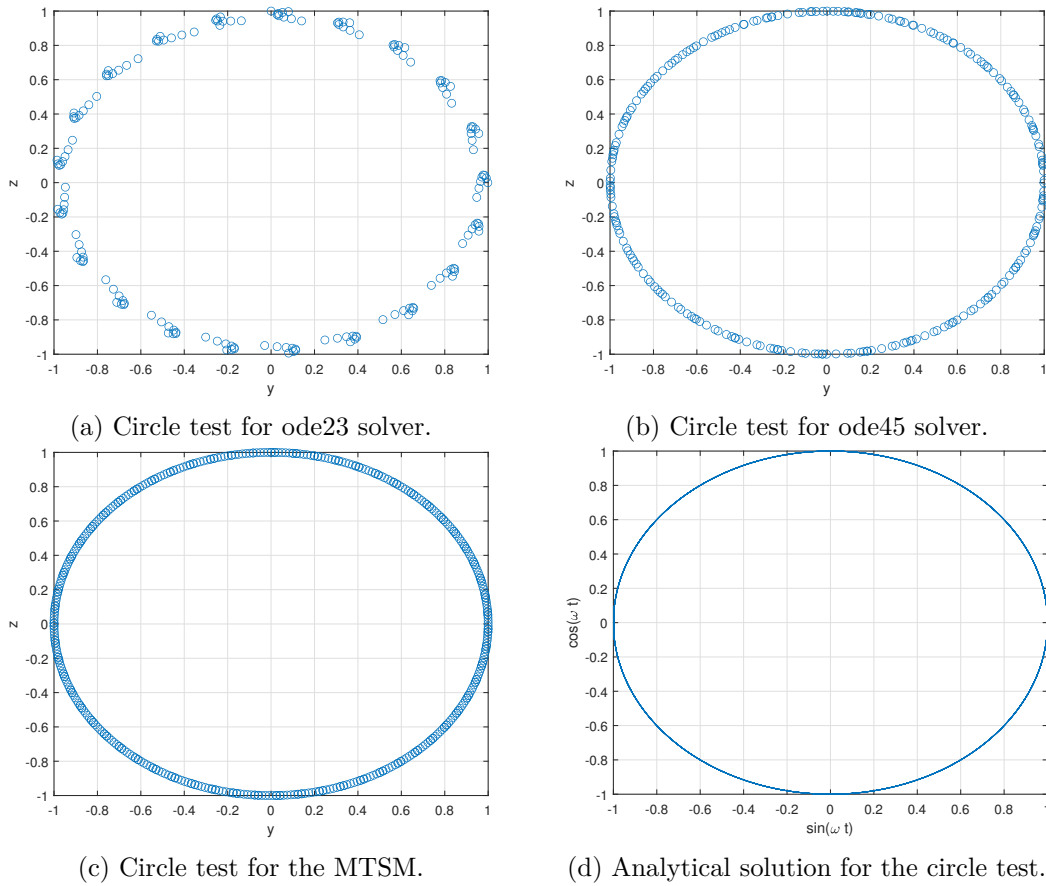 1
0.8
0.6
0.4
0.2
0
-0.2
-0.4
-0.6
-0.8
-1
z
-1 -0.8 -0.6 -0.4 -0.2 0 0.2 0.4 0.6 0.8 1
y
(a) Circle test for ode23 solver.
1
0.8
0.6
0.4
0.2
0
-0.2
-0.4
-0.6
-0.8
-1
z
-1 -0.8 -0.6 -0.4 -0.2 0 0.2 0.4 0.6 0.8 1
y
(b) Circle test for ode45 solver.
1
0.8
0.6
0.4
0.2
0
-0.2
-0.4
-0.6
-0.8
-1
z
-1 -0.8 -0.6 -0.4 -0.2 0 0.2 0.4 0.6 0.8 1
y
(c) Circle test for the MTSM.
1
0.8
0.6
0.4
0.2
0
-0.2
-0.4
-0.6
-0.8
-1
cos(ω t)
-1 -0.8 -0.6 -0.4 -0.2 0 0.2 0.4 0.6 0.8 1
sin(ω t)
(d) Analytical solution for the circle test.